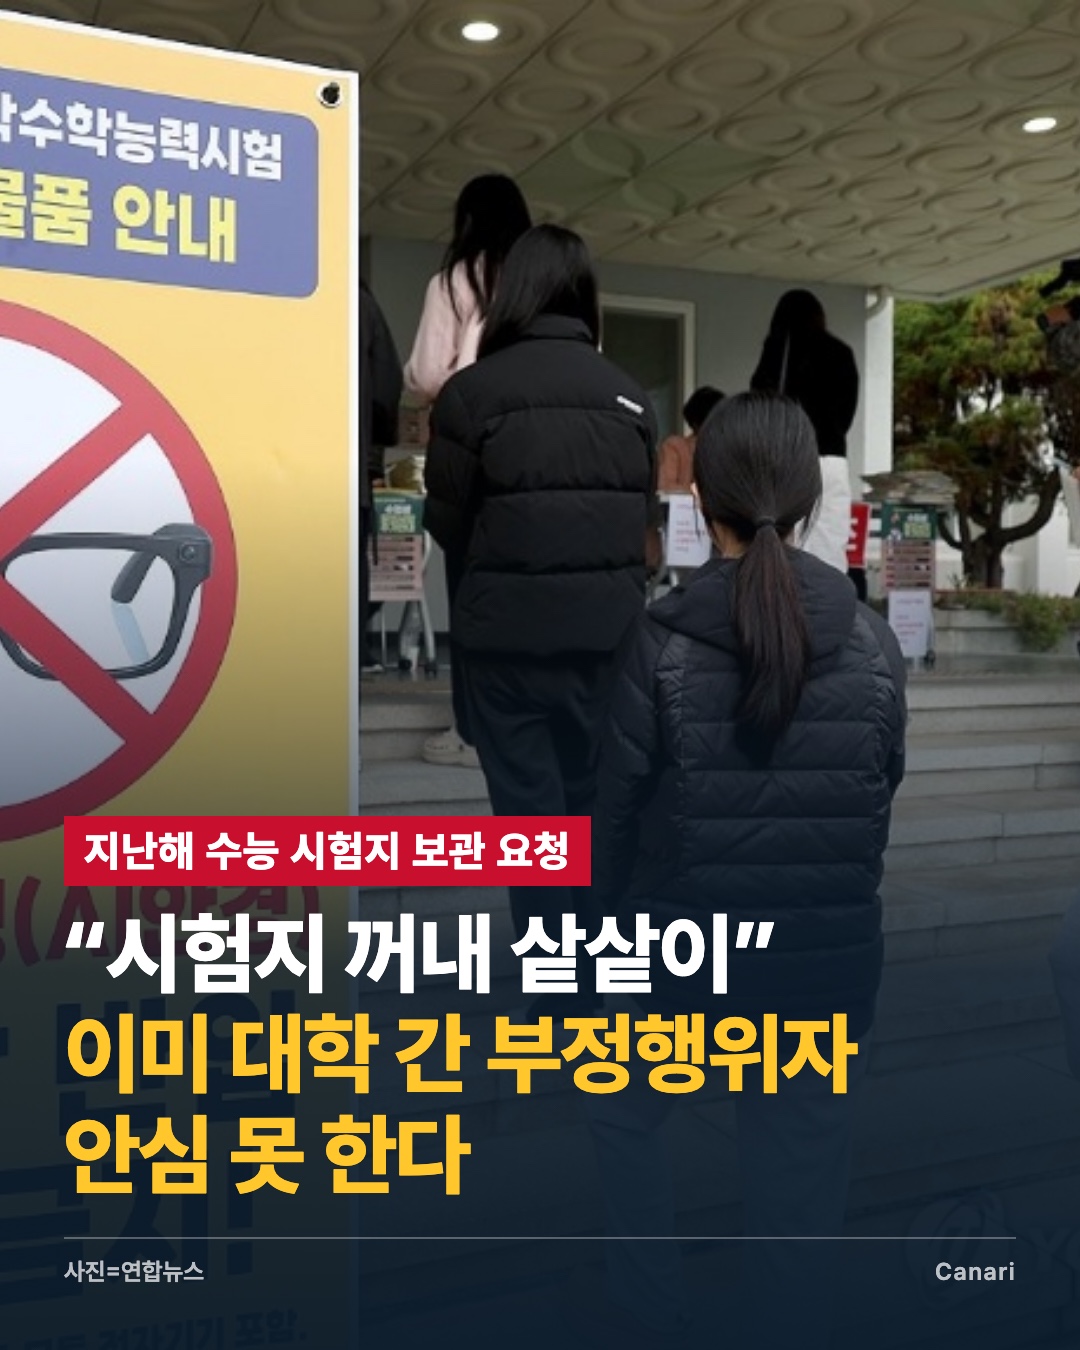 수학능력시험
물품 안내
지난해 수능 시험지 보관 요청
“시험지 꺼내 샅샅이”
이미 대학 간 부정행위자
안심 못 한다
사진=연합뉴스
Canari